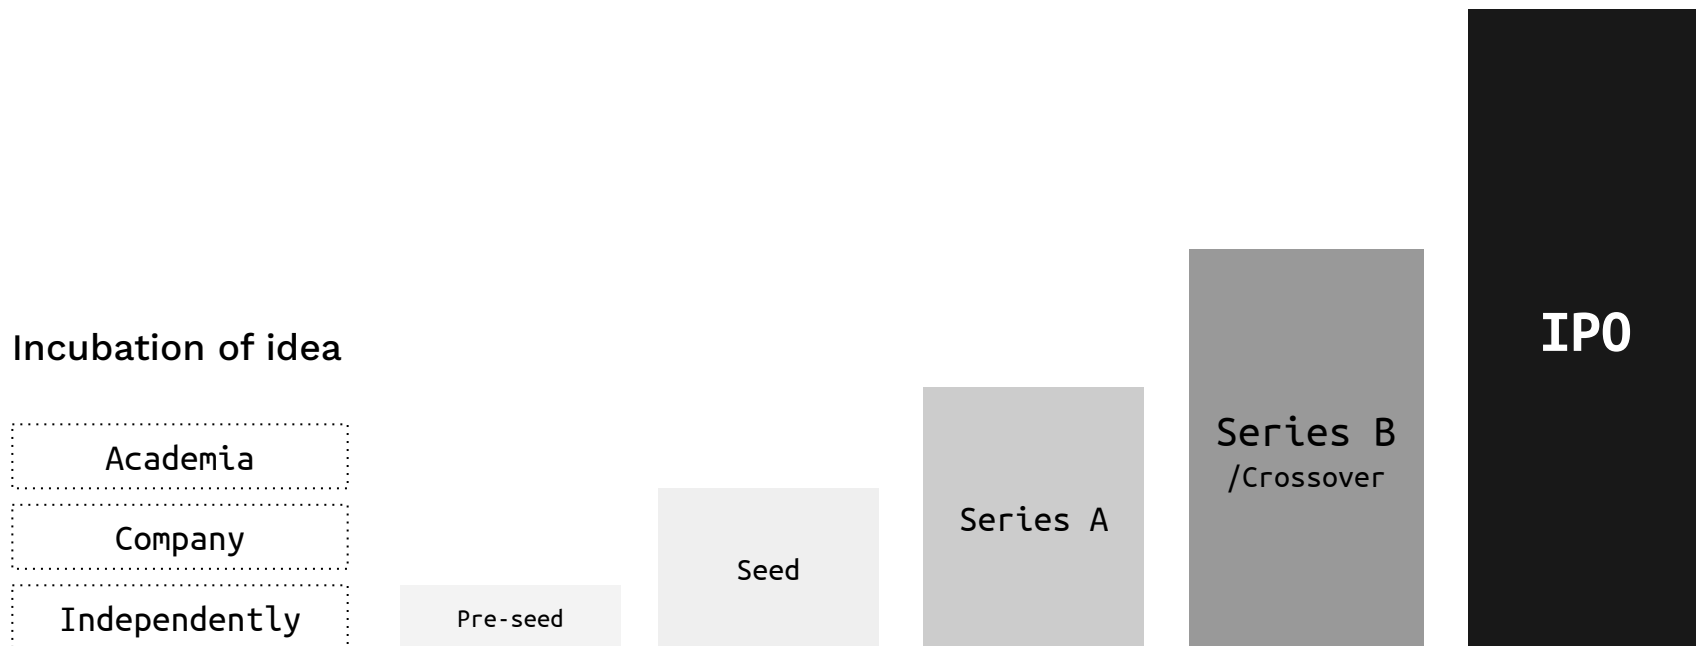 Incubation of idea
Academia
Company
Independently
Pre-seed
Seed
Series A
Series B
/Crossover
IPO